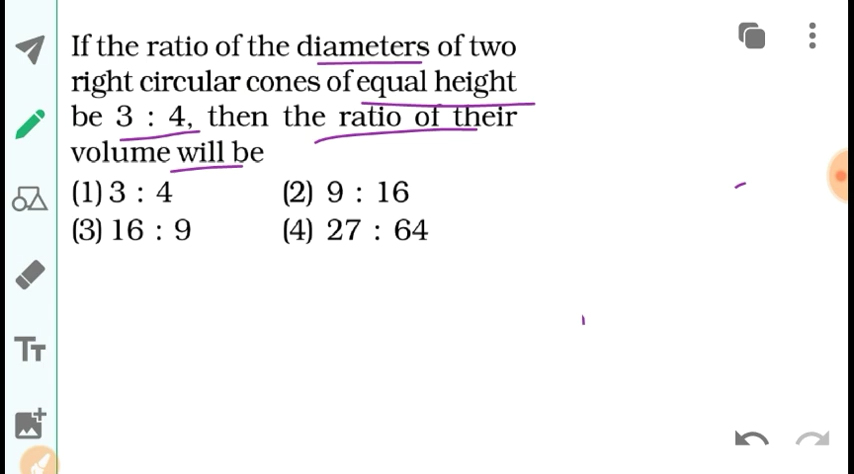 If the ratio of the diameters of two
right circular cones of equal height
be 3 : 4, then the ratio of their
volume will be
(1) 3 : 4 (2) 9 : 16
(3) 16 : 9 (4) 27 : 64
TT